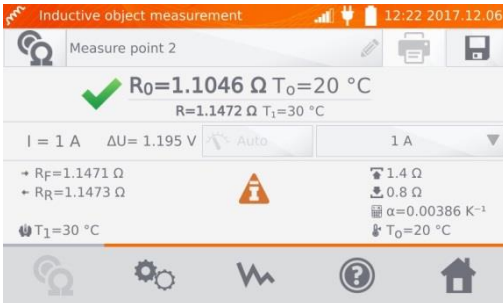 Inductive object measurement 12:22 2017.12.06
Measure point 2
R0=1.1046 Ω To=20 °C
R=1.1472 Ω T1=30 °C
I = 1 A ΔU= 1.195 V Auto 1 A
→ RF=1.1471 Ω 1.4 Ω
← RR=1.1473 Ω 0.8 Ω
α=0.00386 K⁻¹
T1=30 °C To=20 °C